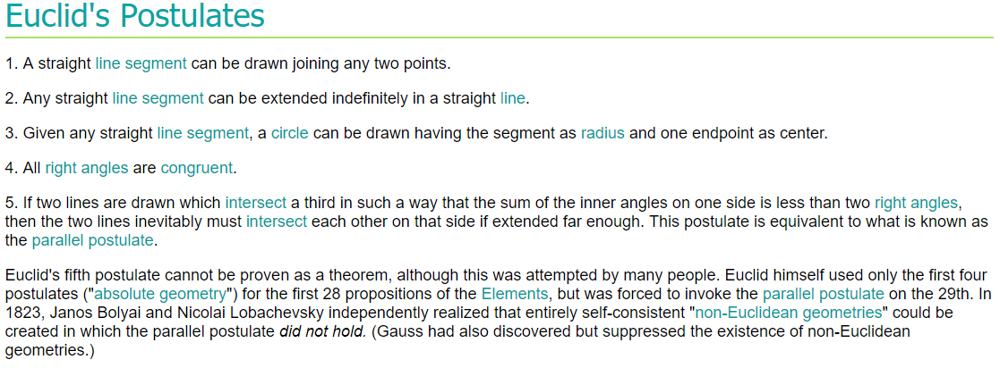 Euclid's Postulates
1. A straight line segment can be drawn joining any two points.
2. Any straight line segment can be extended indefinitely in a straight line.
3. Given any straight line segment, a circle can be drawn having the segment as radius and one endpoint as center.
4. All right angles are congruent.
5. If two lines are drawn which intersect a third in such a way that the sum of the inner angles on one side is less than two right angles,
then the two lines inevitably must intersect each other on that side if extended far enough. This postulate is equivalent to what is known as
the parallel postulate.
Euclid's fifth postulate cannot be proven as a theorem, although this was attempted by many people. Euclid himself used only the first four
postulates ("absolute geometry") for the first 28 propositions of the Elements, but was forced to invoke the parallel postulate on the 29th. In
1823, Janos Bolyai and Nicolai Lobachevsky independently realized that entirely self-consistent "non-Euclidean geometries" could be
created in which the parallel postulate did not hold. (Gauss had also discovered but suppressed the existence of non-Euclidean
geometries.)